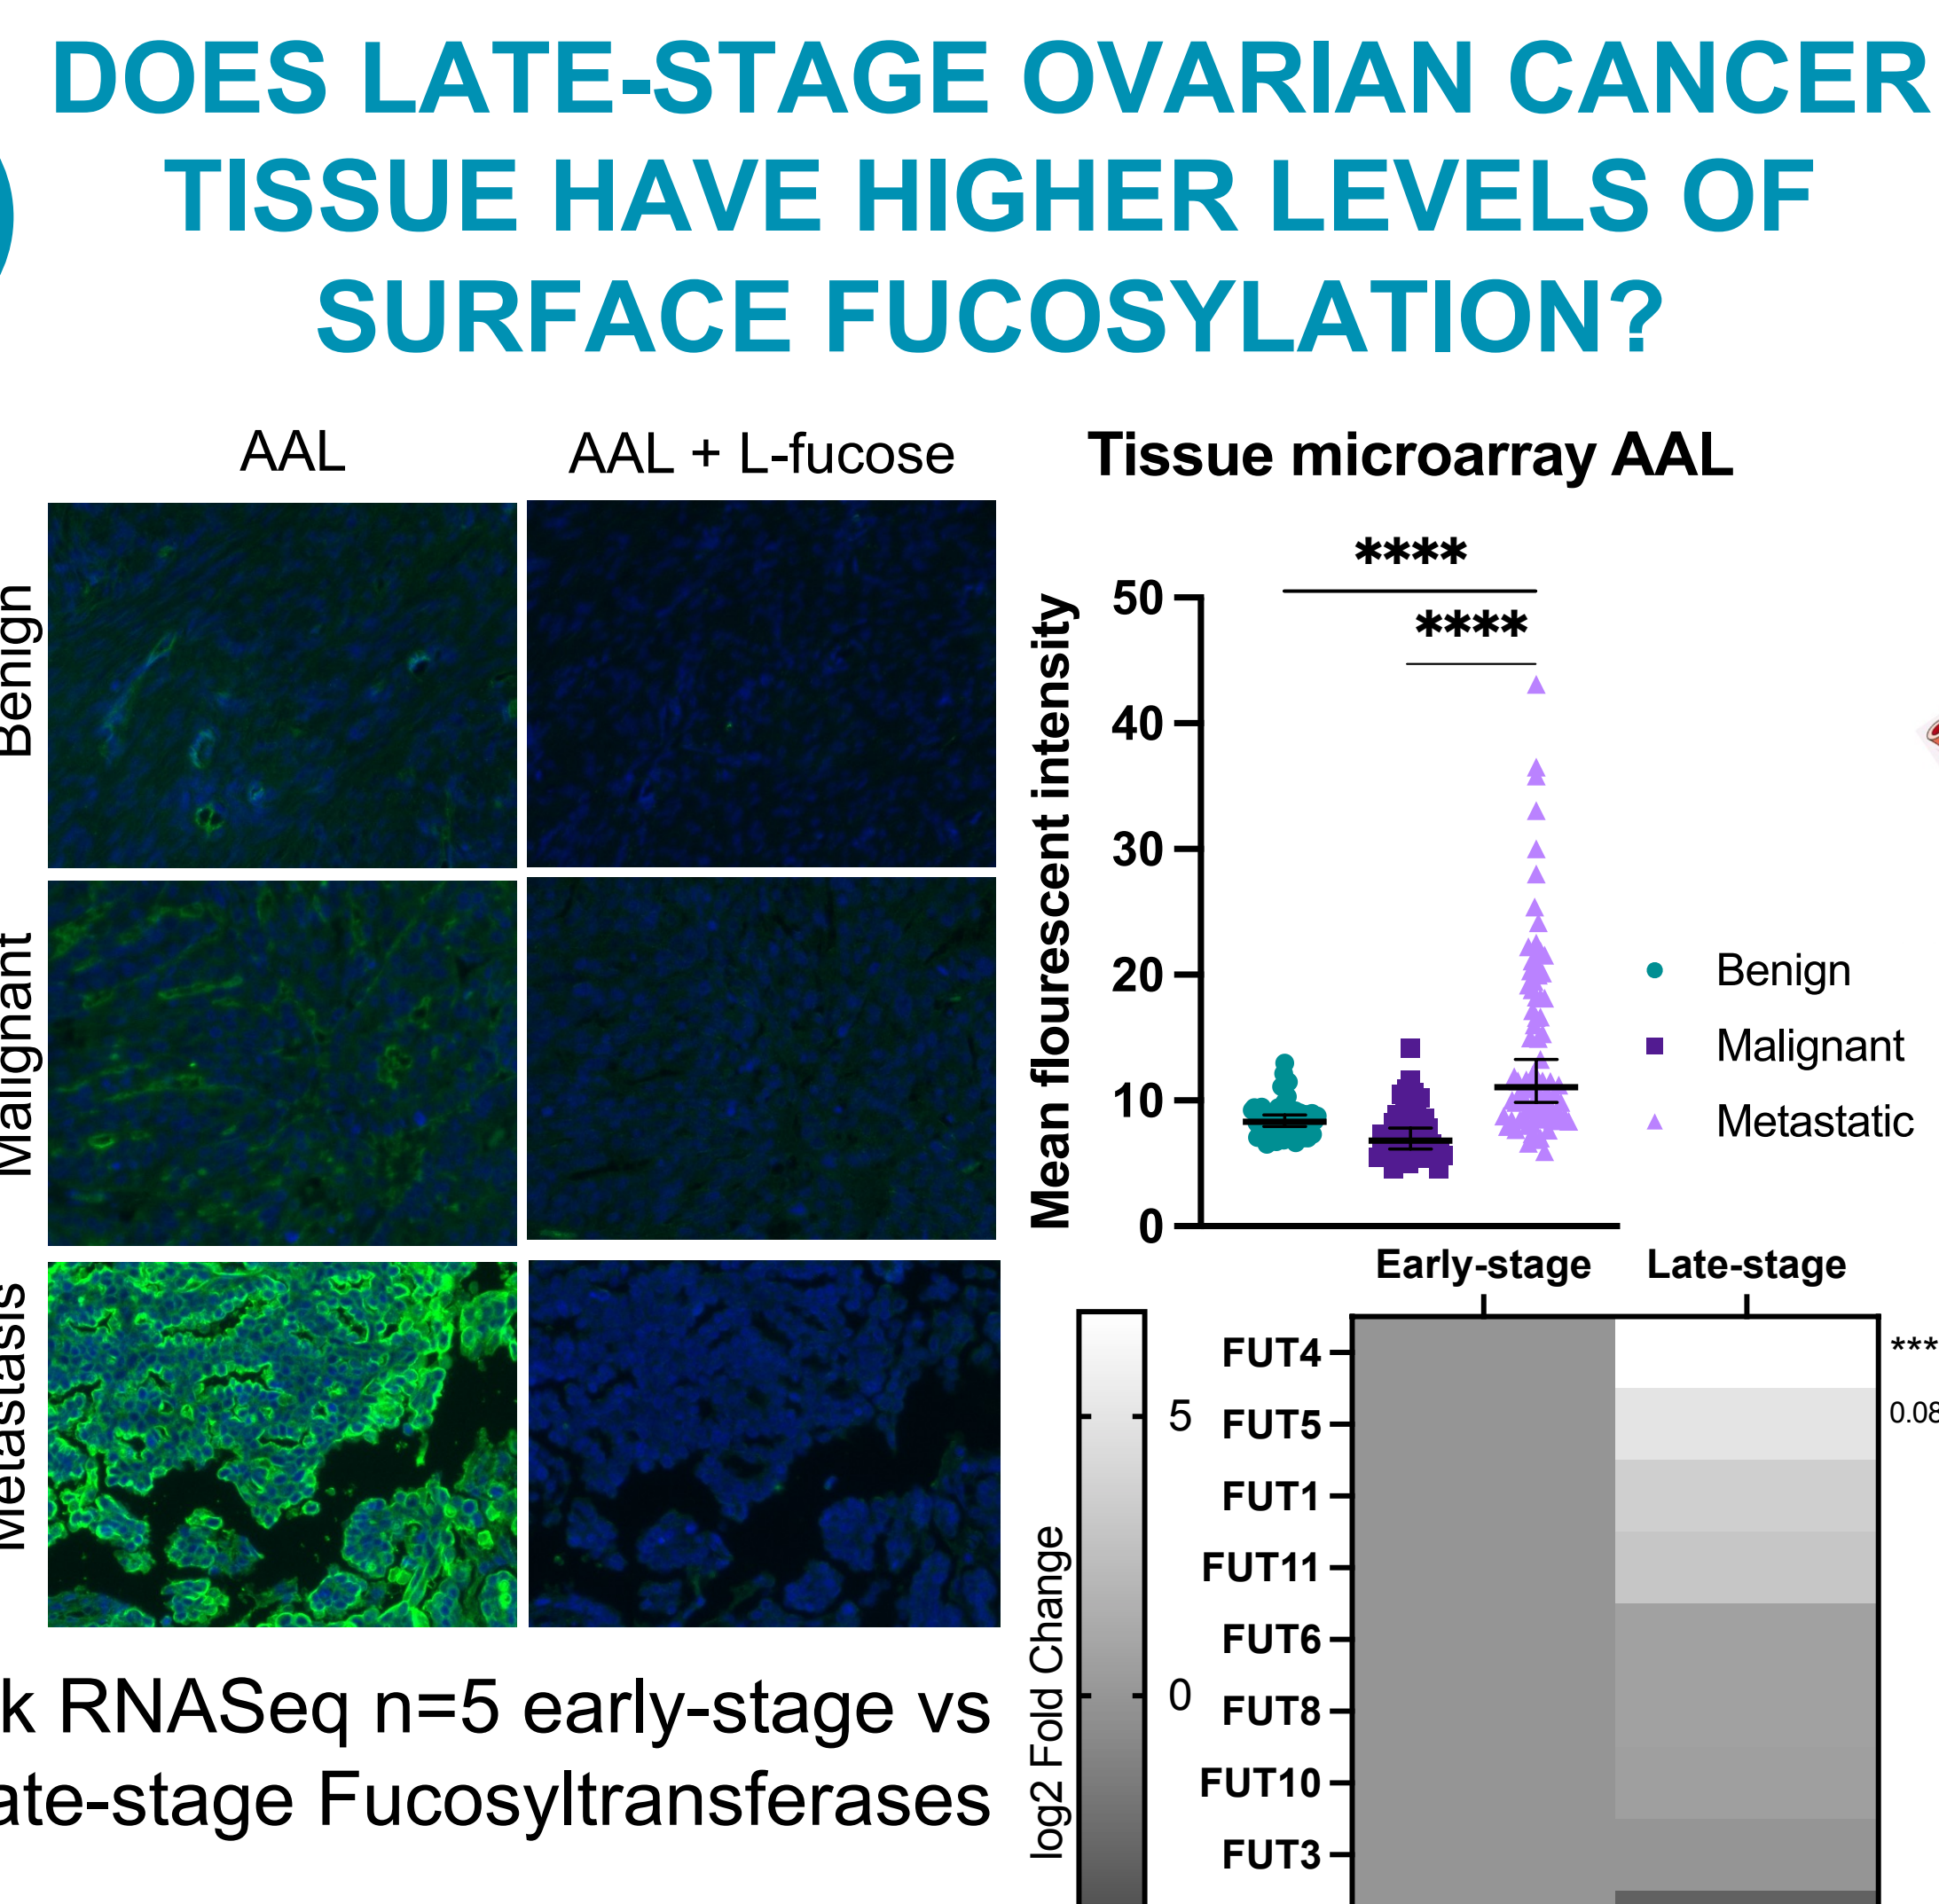 DOES LATE-STAGE OVARIAN CANCER
TISSUE HAVE HIGHER LEVELS OF
SURFACE FUCOSYLATION?
AAL
AAL + L-fucose
Benign
Malignant
Metastasis
Tissue microarray AAL
****
****
Mean flourescent intensity
50
40
30
20
10
0
Benign
Malignant
Metastatic
k RNASeq n=5 early-stage vs
ate-stage Fucosyltransferases
Early-stage
Late-stage
log2 Fold Change
5
0
FUT4
FUT5
FUT1
FUT11
FUT6
FUT8
FUT10
FUT3
***
0.08